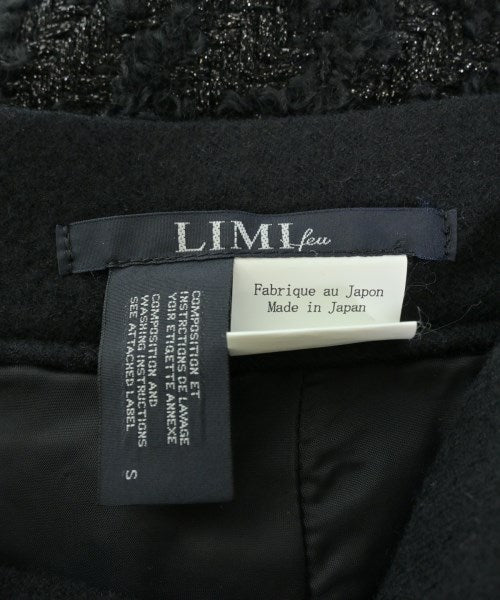 LIMI feu
Fabrique au Japon
Made in Japan
COMPOSITION ET
INSTRUCTIONS DE LAVAGE
VOIR ETIQUETTE ANNEXE
COMPOSITION AND
WASHING INSTRUCTIONS
SEE ATTACHED LABEL
S